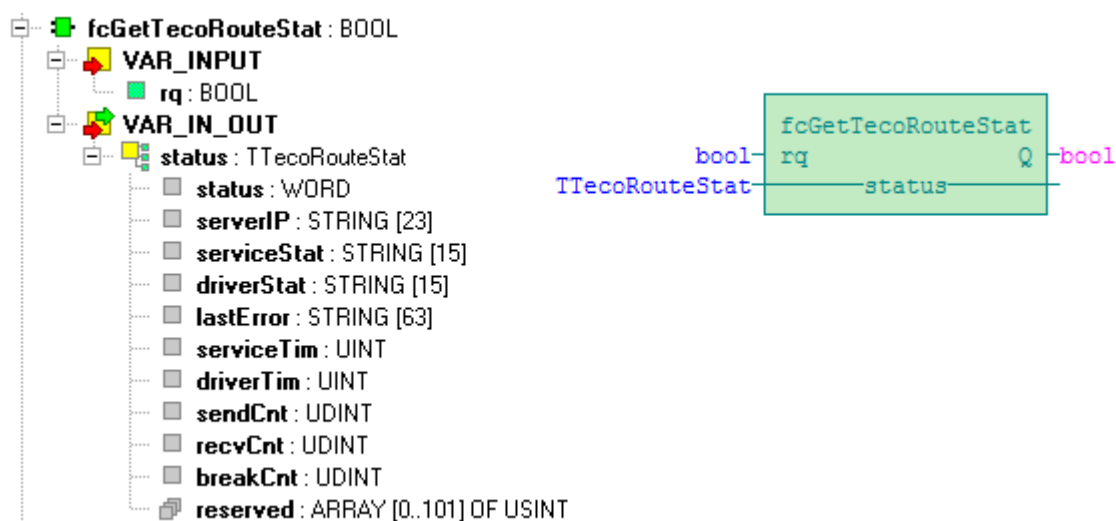 fcGetTecoRouteStat : BOOL
VAR_INPUT
rq : BOOL
VAR_IN_OUT
status : TTecoRouteStat
status : WORD
serverIP : STRING [23]
serviceStat : STRING [15]
driverStat : STRING [15]
lastError : STRING [63]
serviceTim : UINT
driverTim : UINT
sendCnt : UDINT
recvCnt : UDINT
breakCnt : UDINT
reserved : ARRAY [0..101] OF USINT
fcGetTecoRouteStat
bool rq Q bool
TTecoRouteStat status